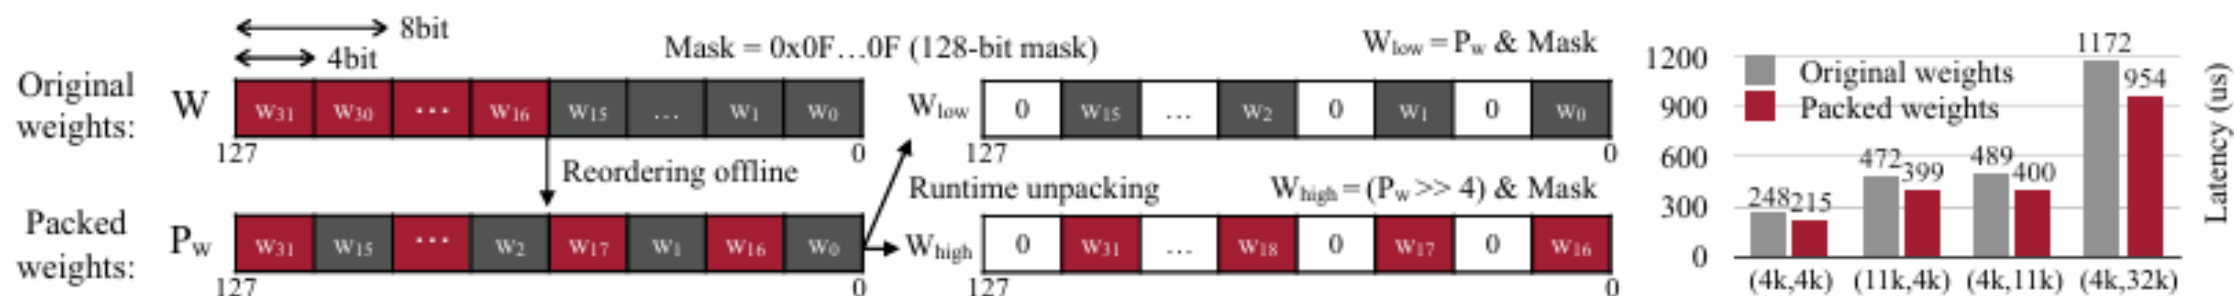 8bit
4bit
Mask = 0x0F…0F (128-bit mask)
Original
weights:
W
w31 w30 … w16 w15 … w1 w0
127 0
Reordering offline
Packed
weights:
Pw
w31 w15 … w2 w17 w1 w16 w0
127 0
Wlow = Pw & Mask
Wlow
0 w15 … w2 0 w1 0 w0
127 0
Runtime unpacking
Whigh = (Pw >> 4) & Mask
Whigh
0 w31 … w18 0 w17 0 w16
127 0
Original weights
Packed weights
1200
900
600
300
0
248 215
472 399
489 400
1172 954
(4k,4k) (11k,4k) (4k,11k) (4k,32k)
Latency (us)